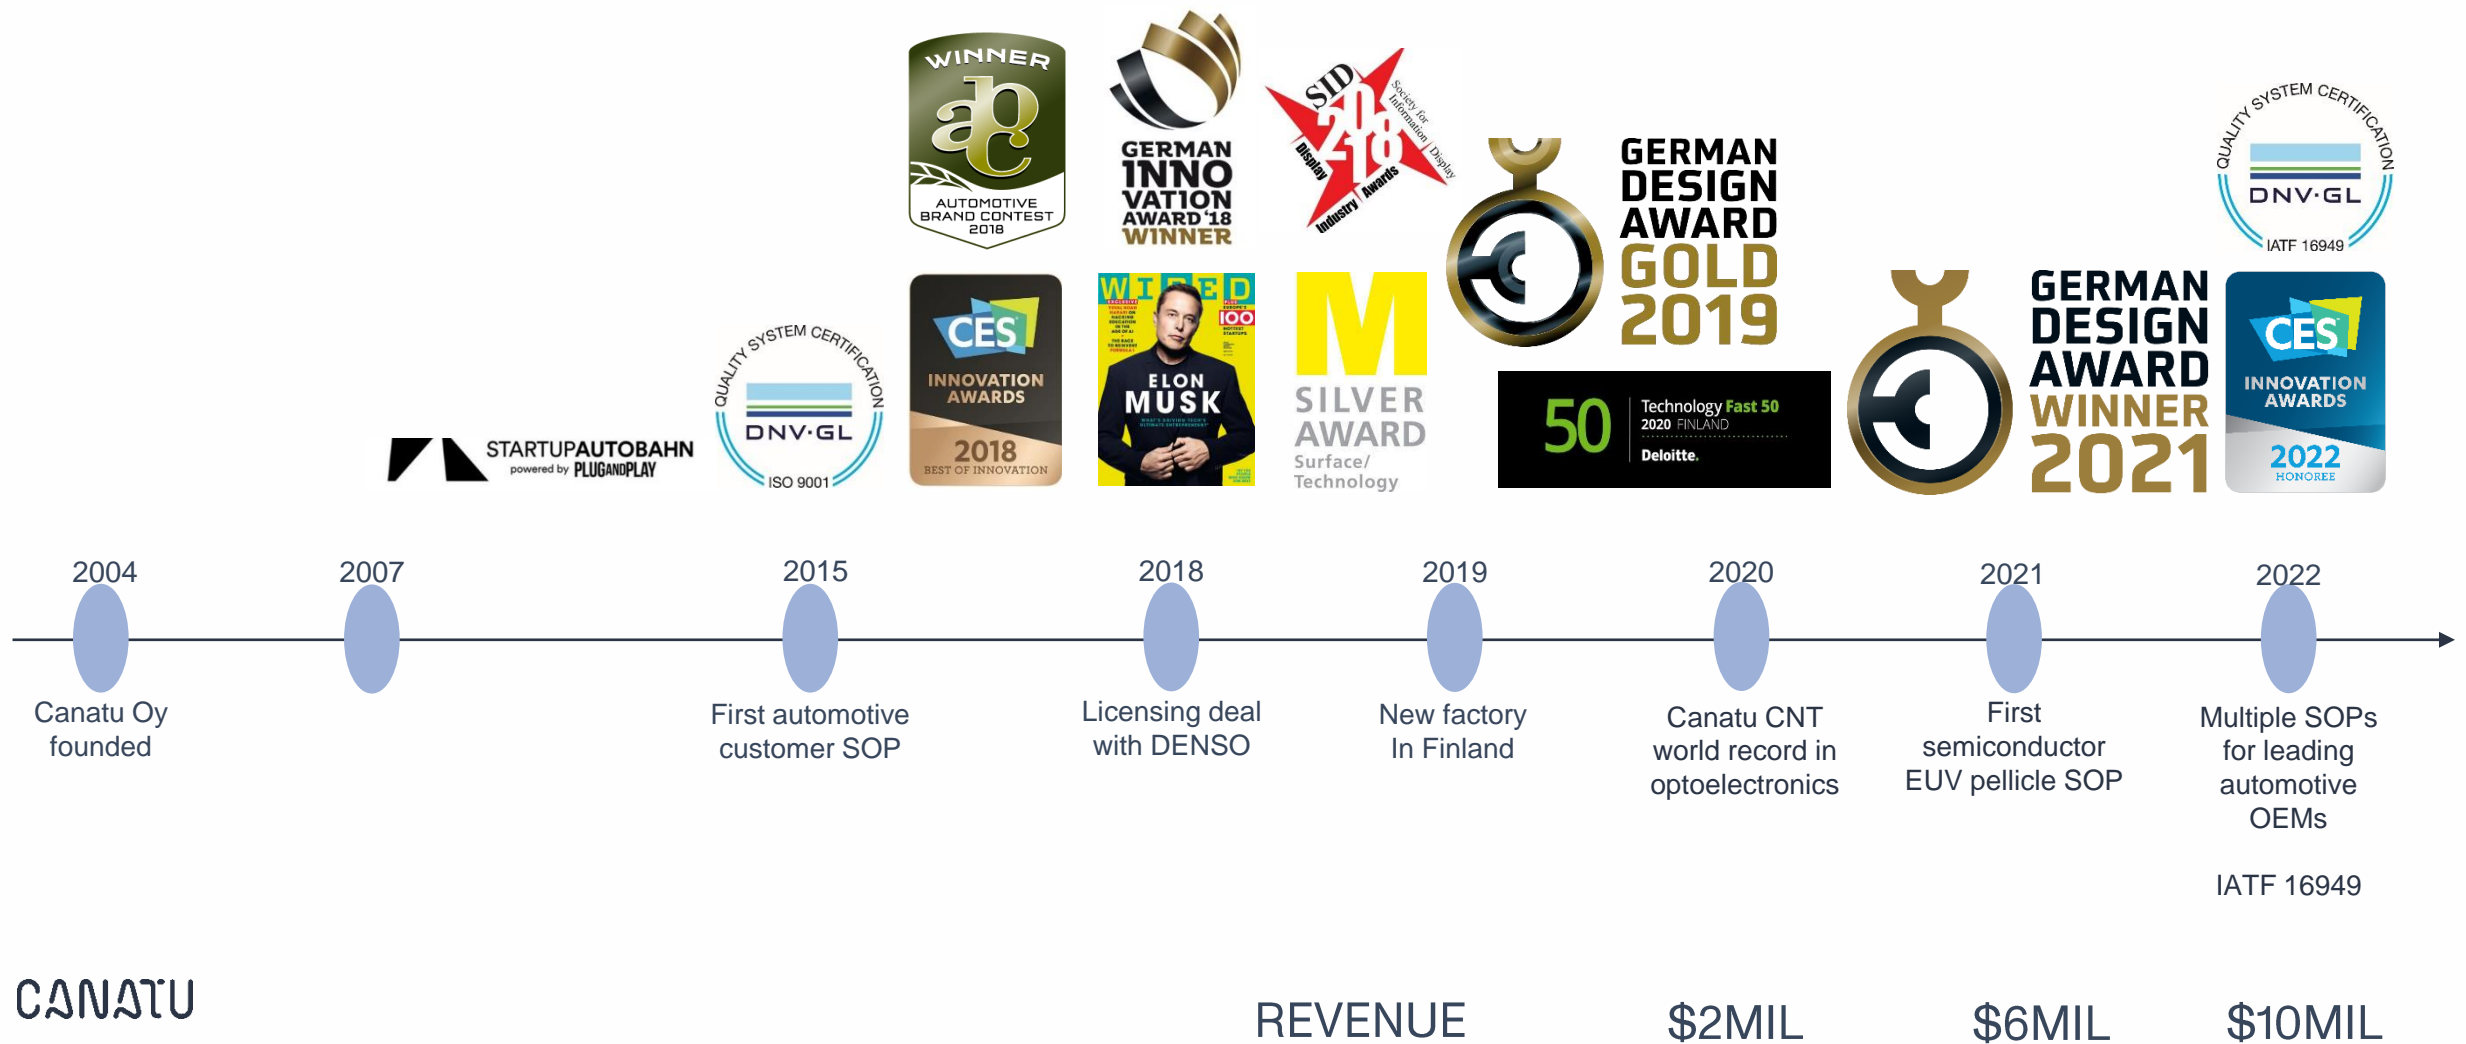 WINNER
abc
AUTOMOTIVE
BRAND CONTEST
2018
GERMAN
INNO
VATION
AWARD '18
WINNER
SID
2018
Society for
Information Display
Display
Industry Awards
GERMAN
DESIGN
AWARD
GOLD
2019
QUALITY SYSTEM CERTIFICATION
DNV·GL
IATF 16949
STARTUPAUTOBAHN
powered by PLUGANDPLAY
QUALITY SYSTEM CERTIFICATION
DNV·GL
ISO 9001
CES
INNOVATION
AWARDS
2018
BEST OF INNOVATION
WIRED
100
ELON
MUSK
M
SILVER
AWARD
Surface/
Technology
50
Technology Fast 50
2020 FINLAND
Deloitte.
GERMAN
DESIGN
AWARD
WINNER
2021
CES
INNOVATION
AWARDS
2022
HONOREE
2004
2007
2015
2018
2019
2020
2021
2022
Canatu Oy
founded
First automotive
customer SOP
Licensing deal
with DENSO
New factory
In Finland
Canatu CNT
world record in
optoelectronics
First
semiconductor
EUV pellicle SOP
Multiple SOPs
for leading
automotive
OEMs
IATF 16949
CANATU
REVENUE
$2MIL
$6MIL
$10MIL